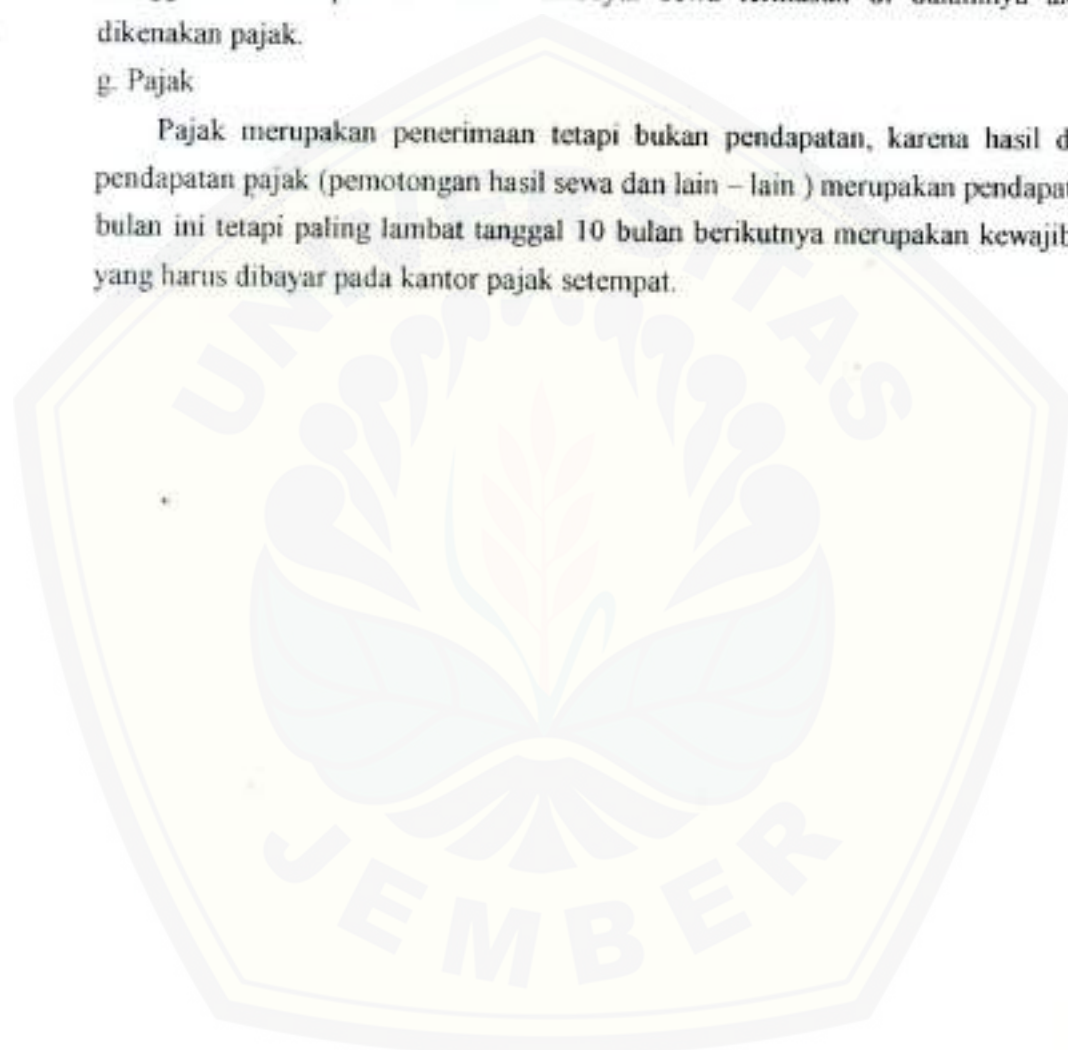 dikenakan pajak.
g. Pajak
Pajak merupakan penerimaan tetapi bukan pendapatan, karena hasil d
pendapatan pajak (pemotongan hasil sewa dan lain – lain ) merupakan pendapat
bulan ini tetapi paling lambat tanggal 10 bulan berikutnya merupakan kewajib
yang harus dibayar pada kantor pajak setempat.
UNIVERSITAS
JEMBER